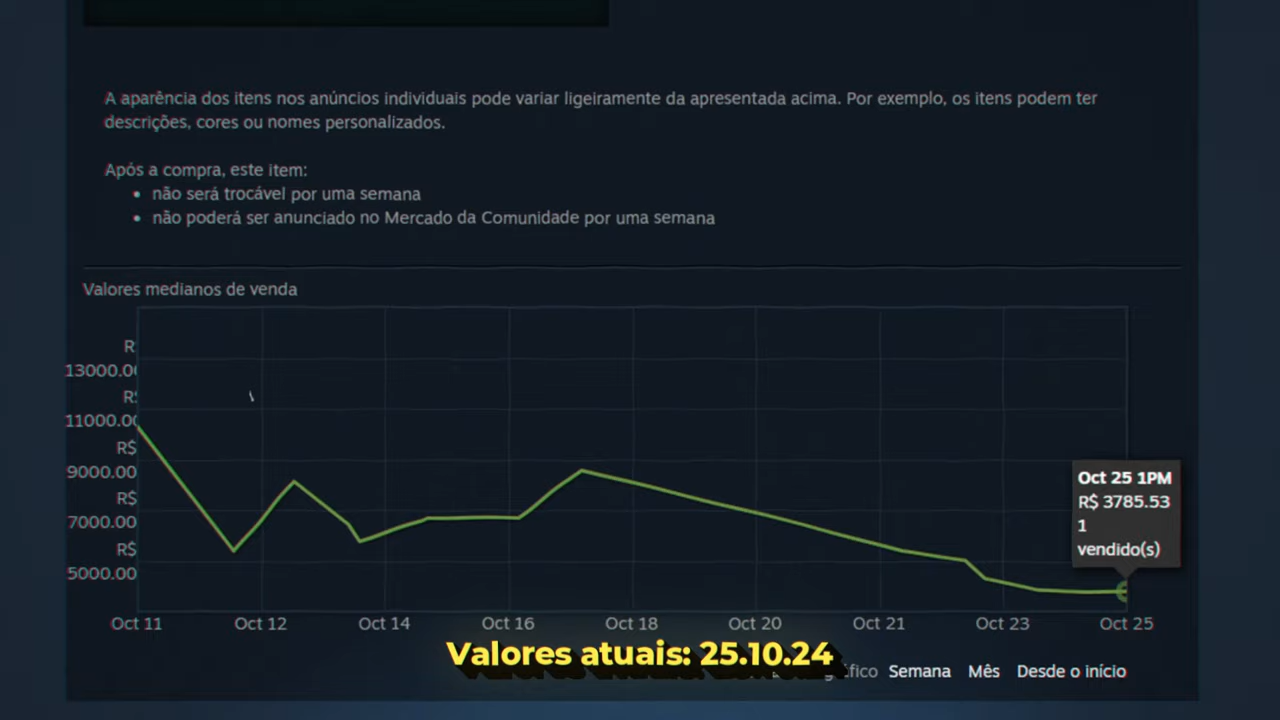 A aparência dos itens nos anúncios individuais pode variar ligeiramente da apresentada acima. Por exemplo, os itens podem ter
descrições, cores ou nomes personalizados.
Após a compra, este item:
• não será trocável por uma semana
• não poderá ser anunciado no Mercado da Comunidade por uma semana
Valores medianos de venda
R$
13000.00
R$
11000.00
R$
9000.00
R$
7000.00
R$
5000.00
Oct 25 1PM
R$ 3785.53
1
vendido(s)
Oct 11 Oct 12 Oct 14 Oct 16 Oct 18 Oct 20 Oct 21 Oct 23 Oct 25
Valores atuais: 25.10.24
Semana Mês Desde o início